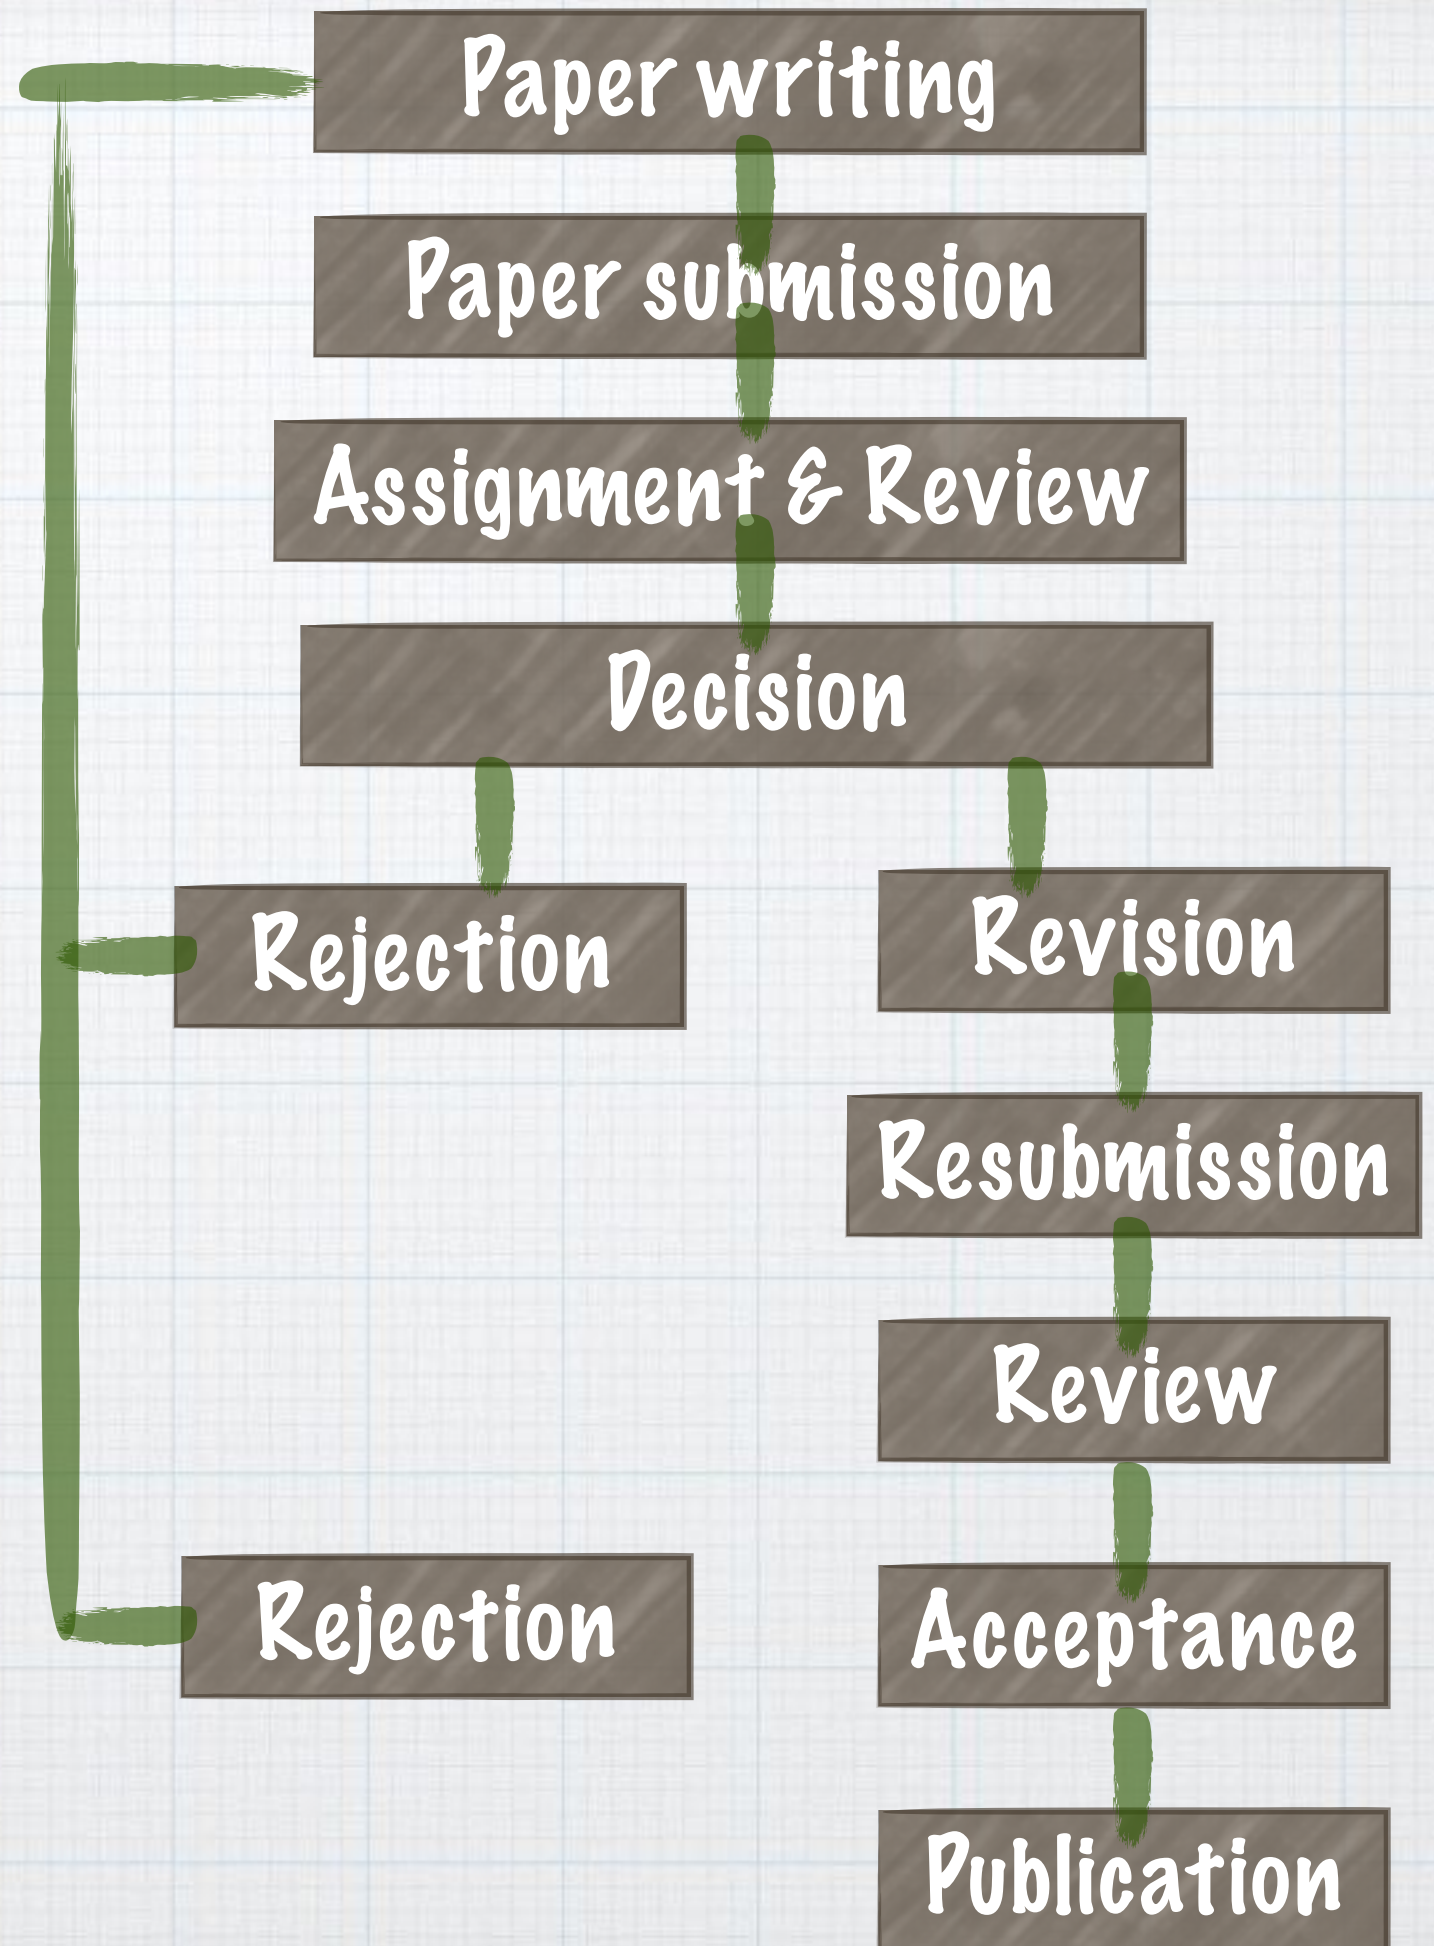 Paper writing
Paper submission
Assignment & Review
Decision
Rejection
Revision
Resubmission
Review
Rejection
Acceptance
Publication